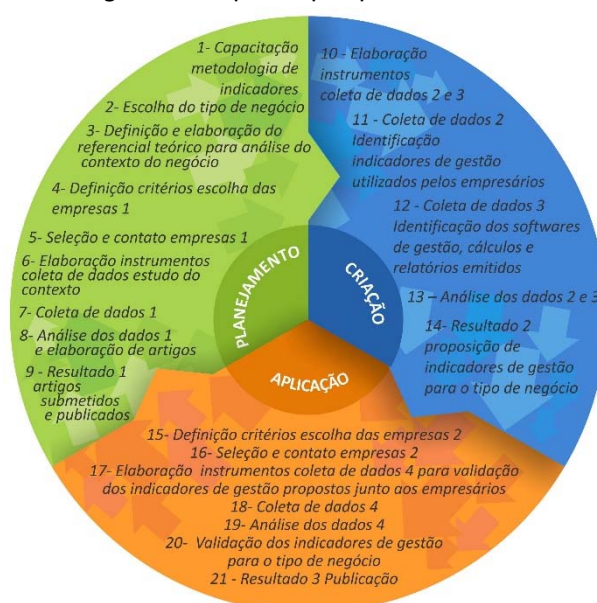 1- Capacitação
metodologia de
indicadores
2- Escolha do tipo de negócio
3- Definição e elaboração do
referencial teórico para análise do
contexto do negócio
4- Definição critérios escolha das
empresas 1
5- Seleção e contato empresas 1
6- Elaboração instrumentos
coleta de dados estudo do
contexto
7- Coleta de dados 1
8- Análise dos dados 1
e elaboração de artigos
9 - Resultado 1
artigos
submetidos
e publicados
PLANEJAMENTO
10 - Elaboração
instrumentos
coleta de dados 2 e 3
11 - Coleta de dados 2
Identificação
indicadores de gestão
utilizados pelos empresários
12 - Coleta de dados 3
Identificação dos softwares
de gestão, cálculos e
relatórios emitidos
13 – Análise dos dados 2 e 3
14- Resultado 2
proposição de
indicadores de gestão
para o tipo de negócio
CRIAÇÃO
APLICAÇÃO
15- Definição critérios escolha das empresas 2
16- Seleção e contato empresas 2
17- Elaboração instrumentos coleta de dados 4 para validação
dos indicadores de gestão propostos junto aos empresários
18- Coleta de dados 4
19- Análise dos dados 4
20- Validação dos indicadores de gestão
para o tipo de negócio
21 - Resultado 3 Publicação